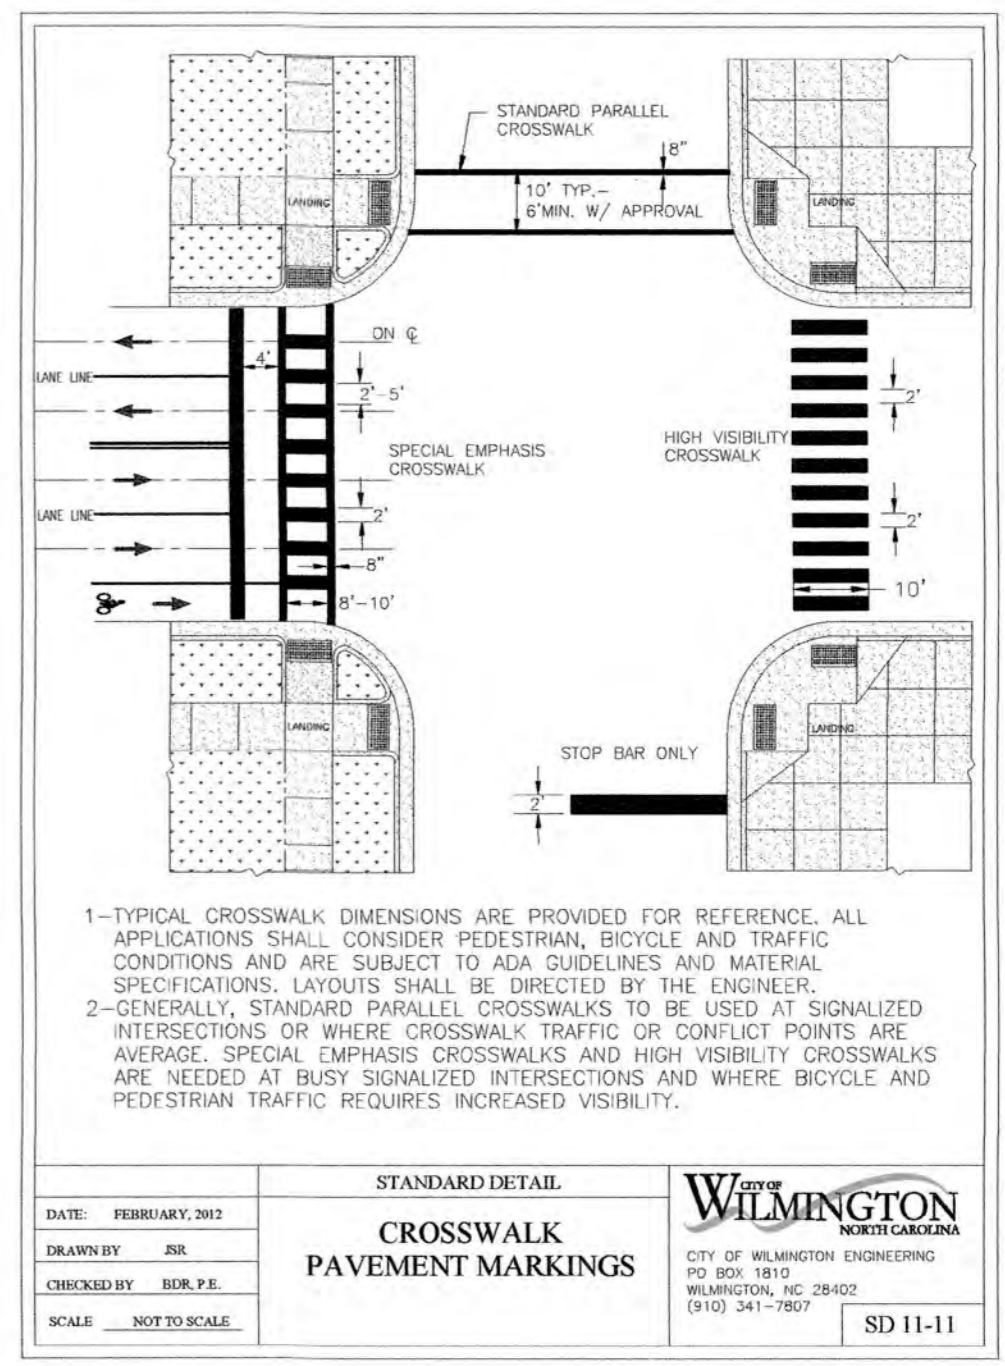 STANDARD PARALLEL
CROSSWALK
8"
10' TYP.-
6'MIN. W/ APPROVAL
LANDING
LANDING
ON ℄
4'
LANE LINE
2'-5'
2'
SPECIAL EMPHASIS
CROSSWALK
HIGH VISIBILITY
CROSSWALK
LANE LINE
2'
2'
8"
8'-10'
10'
LANDING
LANDING
STOP BAR ONLY
2'
1-TYPICAL CROSSWALK DIMENSIONS ARE PROVIDED FOR REFERENCE. ALL
APPLICATIONS SHALL CONSIDER PEDESTRIAN, BICYCLE AND TRAFFIC
CONDITIONS AND ARE SUBJECT TO ADA GUIDELINES AND MATERIAL
SPECIFICATIONS. LAYOUTS SHALL BE DIRECTED BY THE ENGINEER.
2-GENERALLY, STANDARD PARALLEL CROSSWALKS TO BE USED AT SIGNALIZED
INTERSECTIONS OR WHERE CROSSWALK TRAFFIC OR CONFLICT POINTS ARE
AVERAGE. SPECIAL EMPHASIS CROSSWALKS AND HIGH VISIBILITY CROSSWALKS
ARE NEEDED AT BUSY SIGNALIZED INTERSECTIONS AND WHERE BICYCLE AND
PEDESTRIAN TRAFFIC REQUIRES INCREASED VISIBILITY.
DATE: FEBRUARY, 2012
DRAWN BY JSR
CHECKED BY BDR, P.E.
SCALE NOT TO SCALE
STANDARD DETAIL
CROSSWALK
PAVEMENT MARKINGS
CITY OF
WILMINGTON
NORTH CAROLINA
CITY OF WILMINGTON ENGINEERING
PO BOX 1810
WILMINGTON, NC 28402
(910) 341-7807
SD 11-11